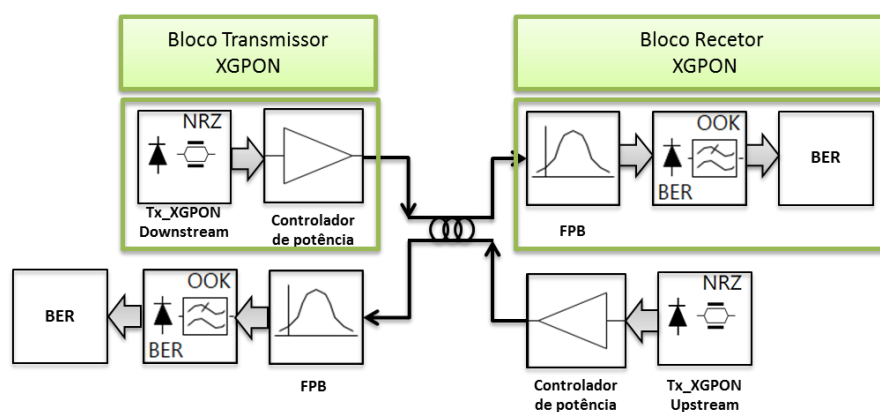 Bloco Transmissor
XGPON
Bloco Recetor
XGPON
NRZ
Tx_XGPON
Downstream
Controlador
de potência
FPB
OOK
BER
BER
BER
OOK
BER
FPB
Controlador
de potência
NRZ
Tx_XGPON
Upstream